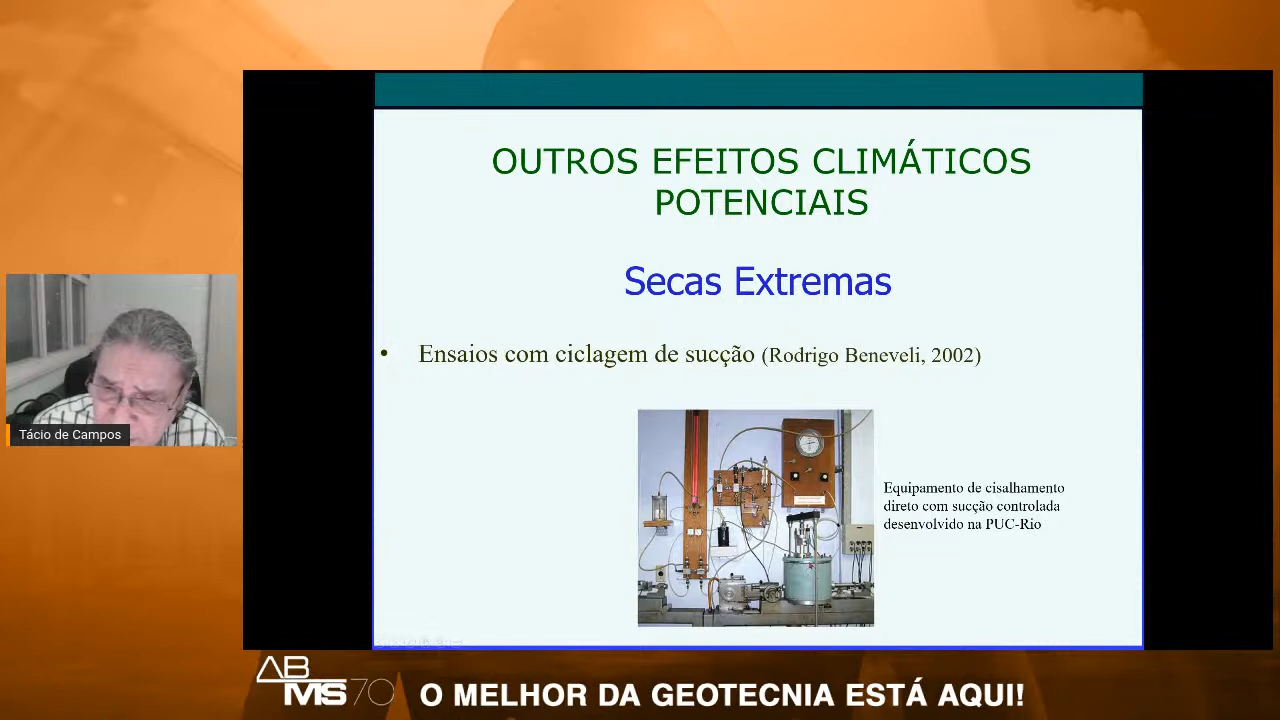 OUTROS EFEITOS CLIMÁTICOS
POTENCIAIS
Secas Extremas
• Ensaios com ciclagem de sucção (Rodrigo Beneveli, 2002)
Equipamento de cisalhamento
direto com sucção controlada
desenvolvido na PUC-Rio
Tácio de Campos
ABMS70
O MELHOR DA GEOTECNIA ESTÁ AQUI!